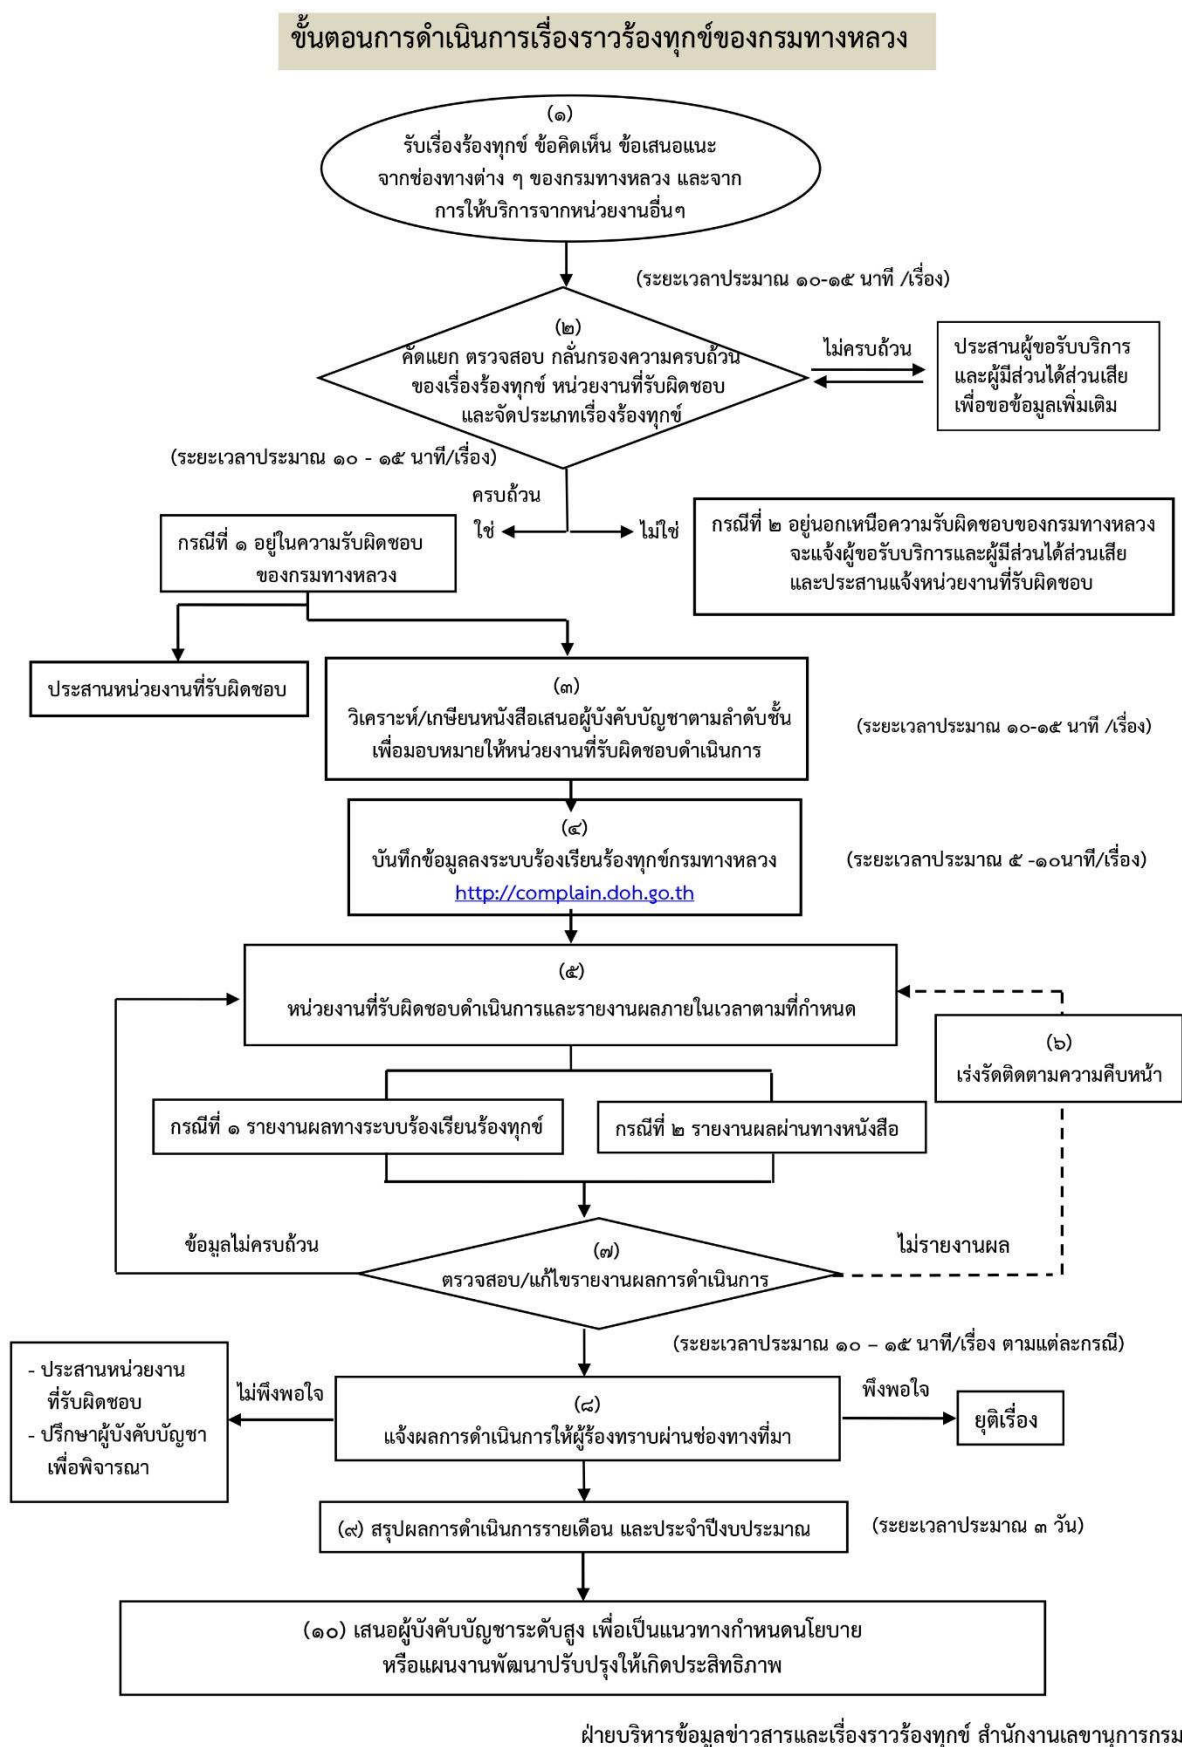 ขั้นตอนการดำเนินการเรื่องราวร้องทุกข์ของกรมทางหลวง
(๑)
รับเรื่องร้องทุกข์ ข้อคิดเห็น ข้อเสนอแนะ
จากช่องทางต่าง ๆ ของกรมทางหลวง และจาก
การให้บริการจากหน่วยงานอื่นๆ
(ระยะเวลาประมาณ ๑๐-๑๕ นาที /เรื่อง)
(๒)
คัดแยก ตรวจสอบ กลั่นกรองความครบถ้วน
ของเรื่องร้องทุกข์ หน่วยงานที่รับผิดชอบ
และจัดประเภทเรื่องร้องทุกข์
ไม่ครบถ้วน
ประสานผู้ขอรับบริการ
และผู้มีส่วนได้ส่วนเสีย
เพื่อขอข้อมูลเพิ่มเติม
(ระยะเวลาประมาณ ๑๐ - ๑๕ นาที/เรื่อง)
ครบถ้วน
ใช่
ไม่ใช่
กรณีที่ ๑ อยู่ในความรับผิดชอบ
ของกรมทางหลวง
กรณีที่ ๒ อยู่นอกเหนือความรับผิดชอบของกรมทางหลวง
จะแจ้งผู้ขอรับบริการและผู้มีส่วนได้ส่วนเสีย
และประสานแจ้งหน่วยงานที่รับผิดชอบ
ประสานหน่วยงานที่รับผิดชอบ
(๓)
วิเคราะห์/เกษียนหนังสือเสนอผู้บังคับบัญชาตามลำดับชั้น
เพื่อมอบหมายให้หน่วยงานที่รับผิดชอบดำเนินการ
(ระยะเวลาประมาณ ๑๐-๑๕ นาที /เรื่อง)
(๔)
บันทึกข้อมูลลงระบบร้องเรียนร้องทุกข์กรมทางหลวง
http://complain.doh.go.th
(ระยะเวลาประมาณ ๕ -๑๐นาที/เรื่อง)
(๕)
หน่วยงานที่รับผิดชอบดำเนินการและรายงานผลภายในเวลาตามที่กำหนด
(๖)
เร่งรัดติดตามความคืบหน้า
กรณีที่ ๑ รายงานผลทางระบบร้องเรียนร้องทุกข์
กรณีที่ ๒ รายงานผลผ่านทางหนังสือ
ข้อมูลไม่ครบถ้วน
(๗)
ตรวจสอบ/แก้ไขรายงานผลการดำเนินการ
ไม่รายงานผล
(ระยะเวลาประมาณ ๑๐ – ๑๕ นาที/เรื่อง ตามแต่ละกรณี)
- ประสานหน่วยงาน
ที่รับผิดชอบ
- ปรึกษาผู้บังคับบัญชา
เพื่อพิจารณา
ไม่พึงพอใจ
(๘)
แจ้งผลการดำเนินการให้ผู้ร้องทราบผ่านช่องทางที่มา
พึงพอใจ
ยุติเรื่อง
(๙) สรุปผลการดำเนินการรายเดือน และประจำปีงบประมาณ
(ระยะเวลาประมาณ ๓ วัน)
(๑๐) เสนอผู้บังคับบัญชาระดับสูง เพื่อเป็นแนวทางกำหนดนโยบาย
หรือแผนงานพัฒนาปรับปรุงให้เกิดประสิทธิภาพ
ฝ่ายบริหารข้อมูลข่าวสารและเรื่องราวร้องทุกข์ สำนักงานเลขานุการกรม